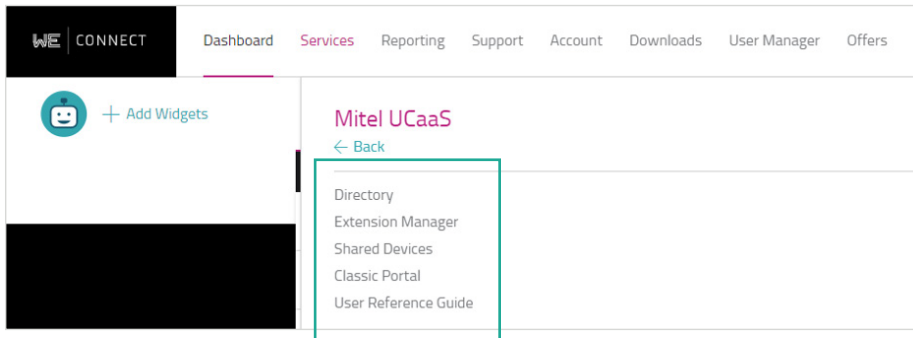 WE CONNECT
Dashboard Services Reporting Support Account Downloads User Manager Offers
+ Add Widgets
Mitel UCaaS
← Back
Directory
Extension Manager
Shared Devices
Classic Portal
User Reference Guide